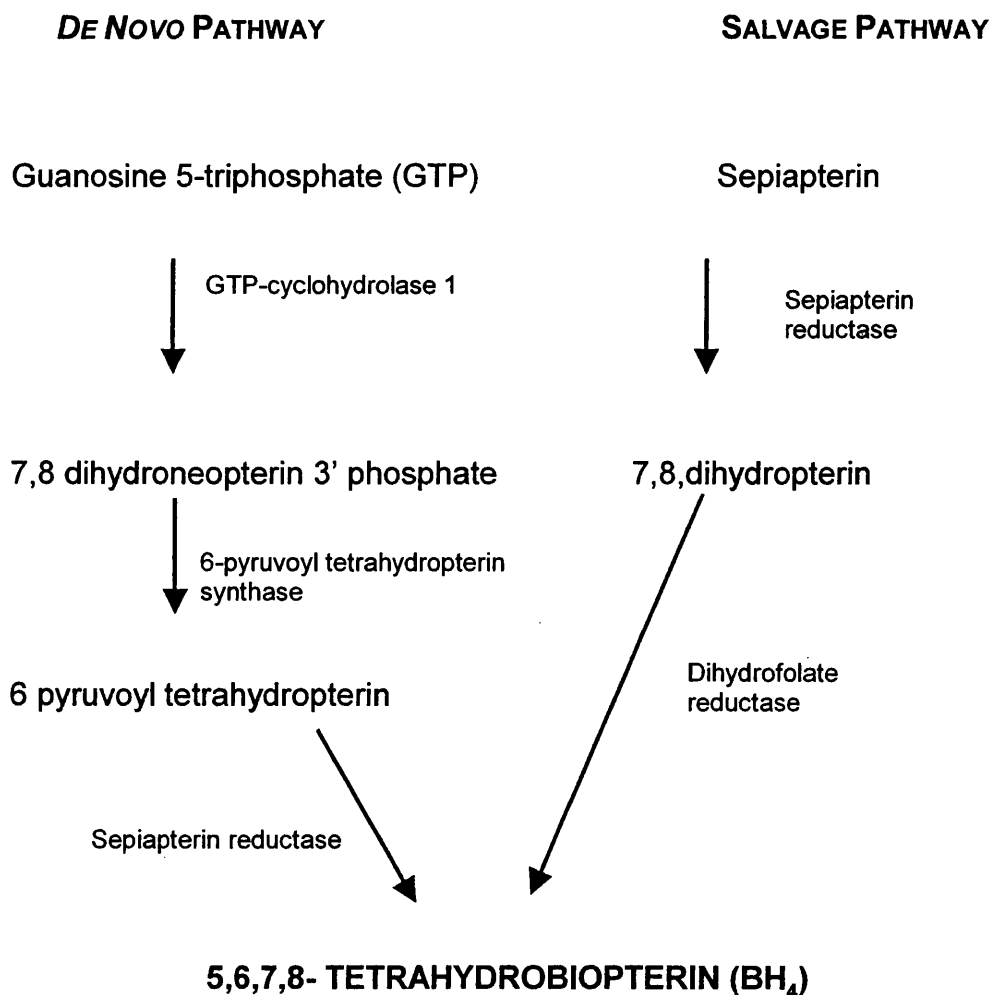 DE NOVO PATHWAY
SALVAGE PATHWAY
Guanosine 5-triphosphate (GTP)
Sepiapterin
GTP-cyclohydrolase 1
Sepiapterin
reductase
7,8 dihydroneopterin 3' phosphate
7,8,dihydropterin
6-pyruvoyl tetrahydropterin
synthase
6 pyruvoyl tetrahydropterin
Dihydrofolate
reductase
Sepiapterin reductase
5,6,7,8- TETRAHYDROBIOPTERIN (BH₄)